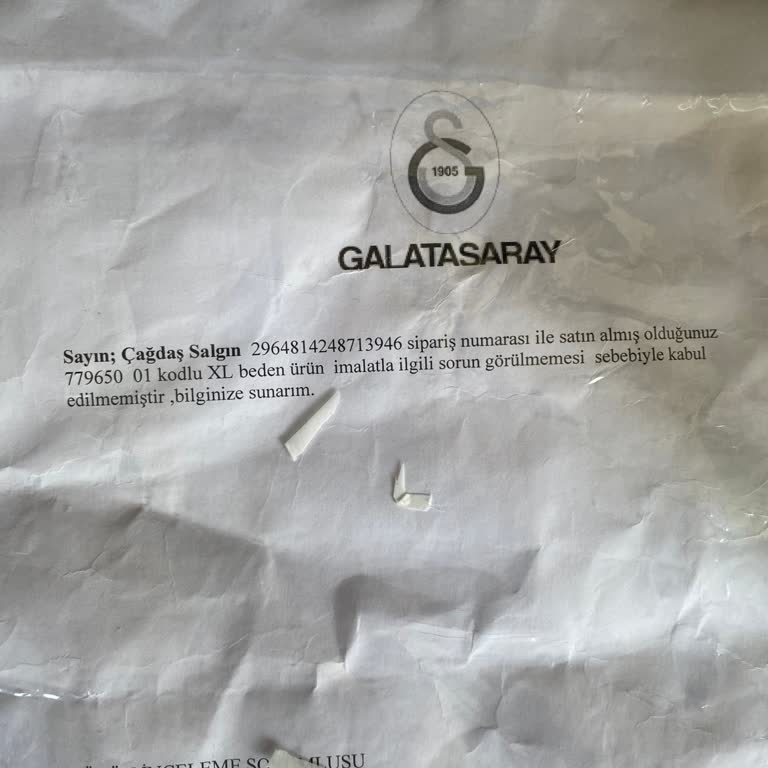 1905
GALATASARAY
Sayın; Çağdaş Salgın 2964814248713946 sipariş numarası ile satın almış olduğunuz
779650 01 kodlu XL beden ürün imalatla ilgili sorun görülmemesi sebebiyle kabul
edilmemiştir ,bilginize sunarım.